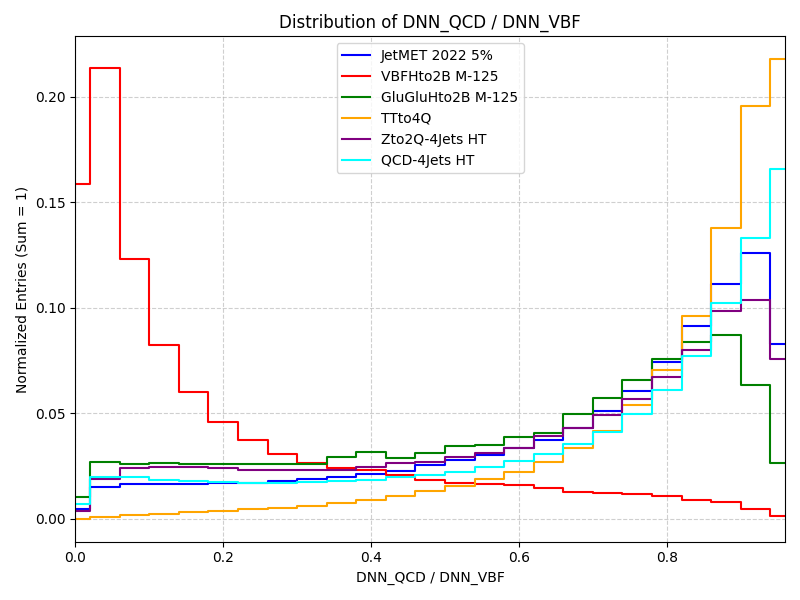 Distribution of DNN_QCD / DNN_VBF
Normalized Entries (Sum = 1)
0.20
0.15
0.10
0.05
0.00
JetMET 2022 5%
VBFHto2B M-125
GluGluHto2B M-125
TTto4Q
Zto2Q-4Jets HT
QCD-4Jets HT
0.0
0.2
0.4
0.6
0.8
DNN_QCD / DNN_VBF